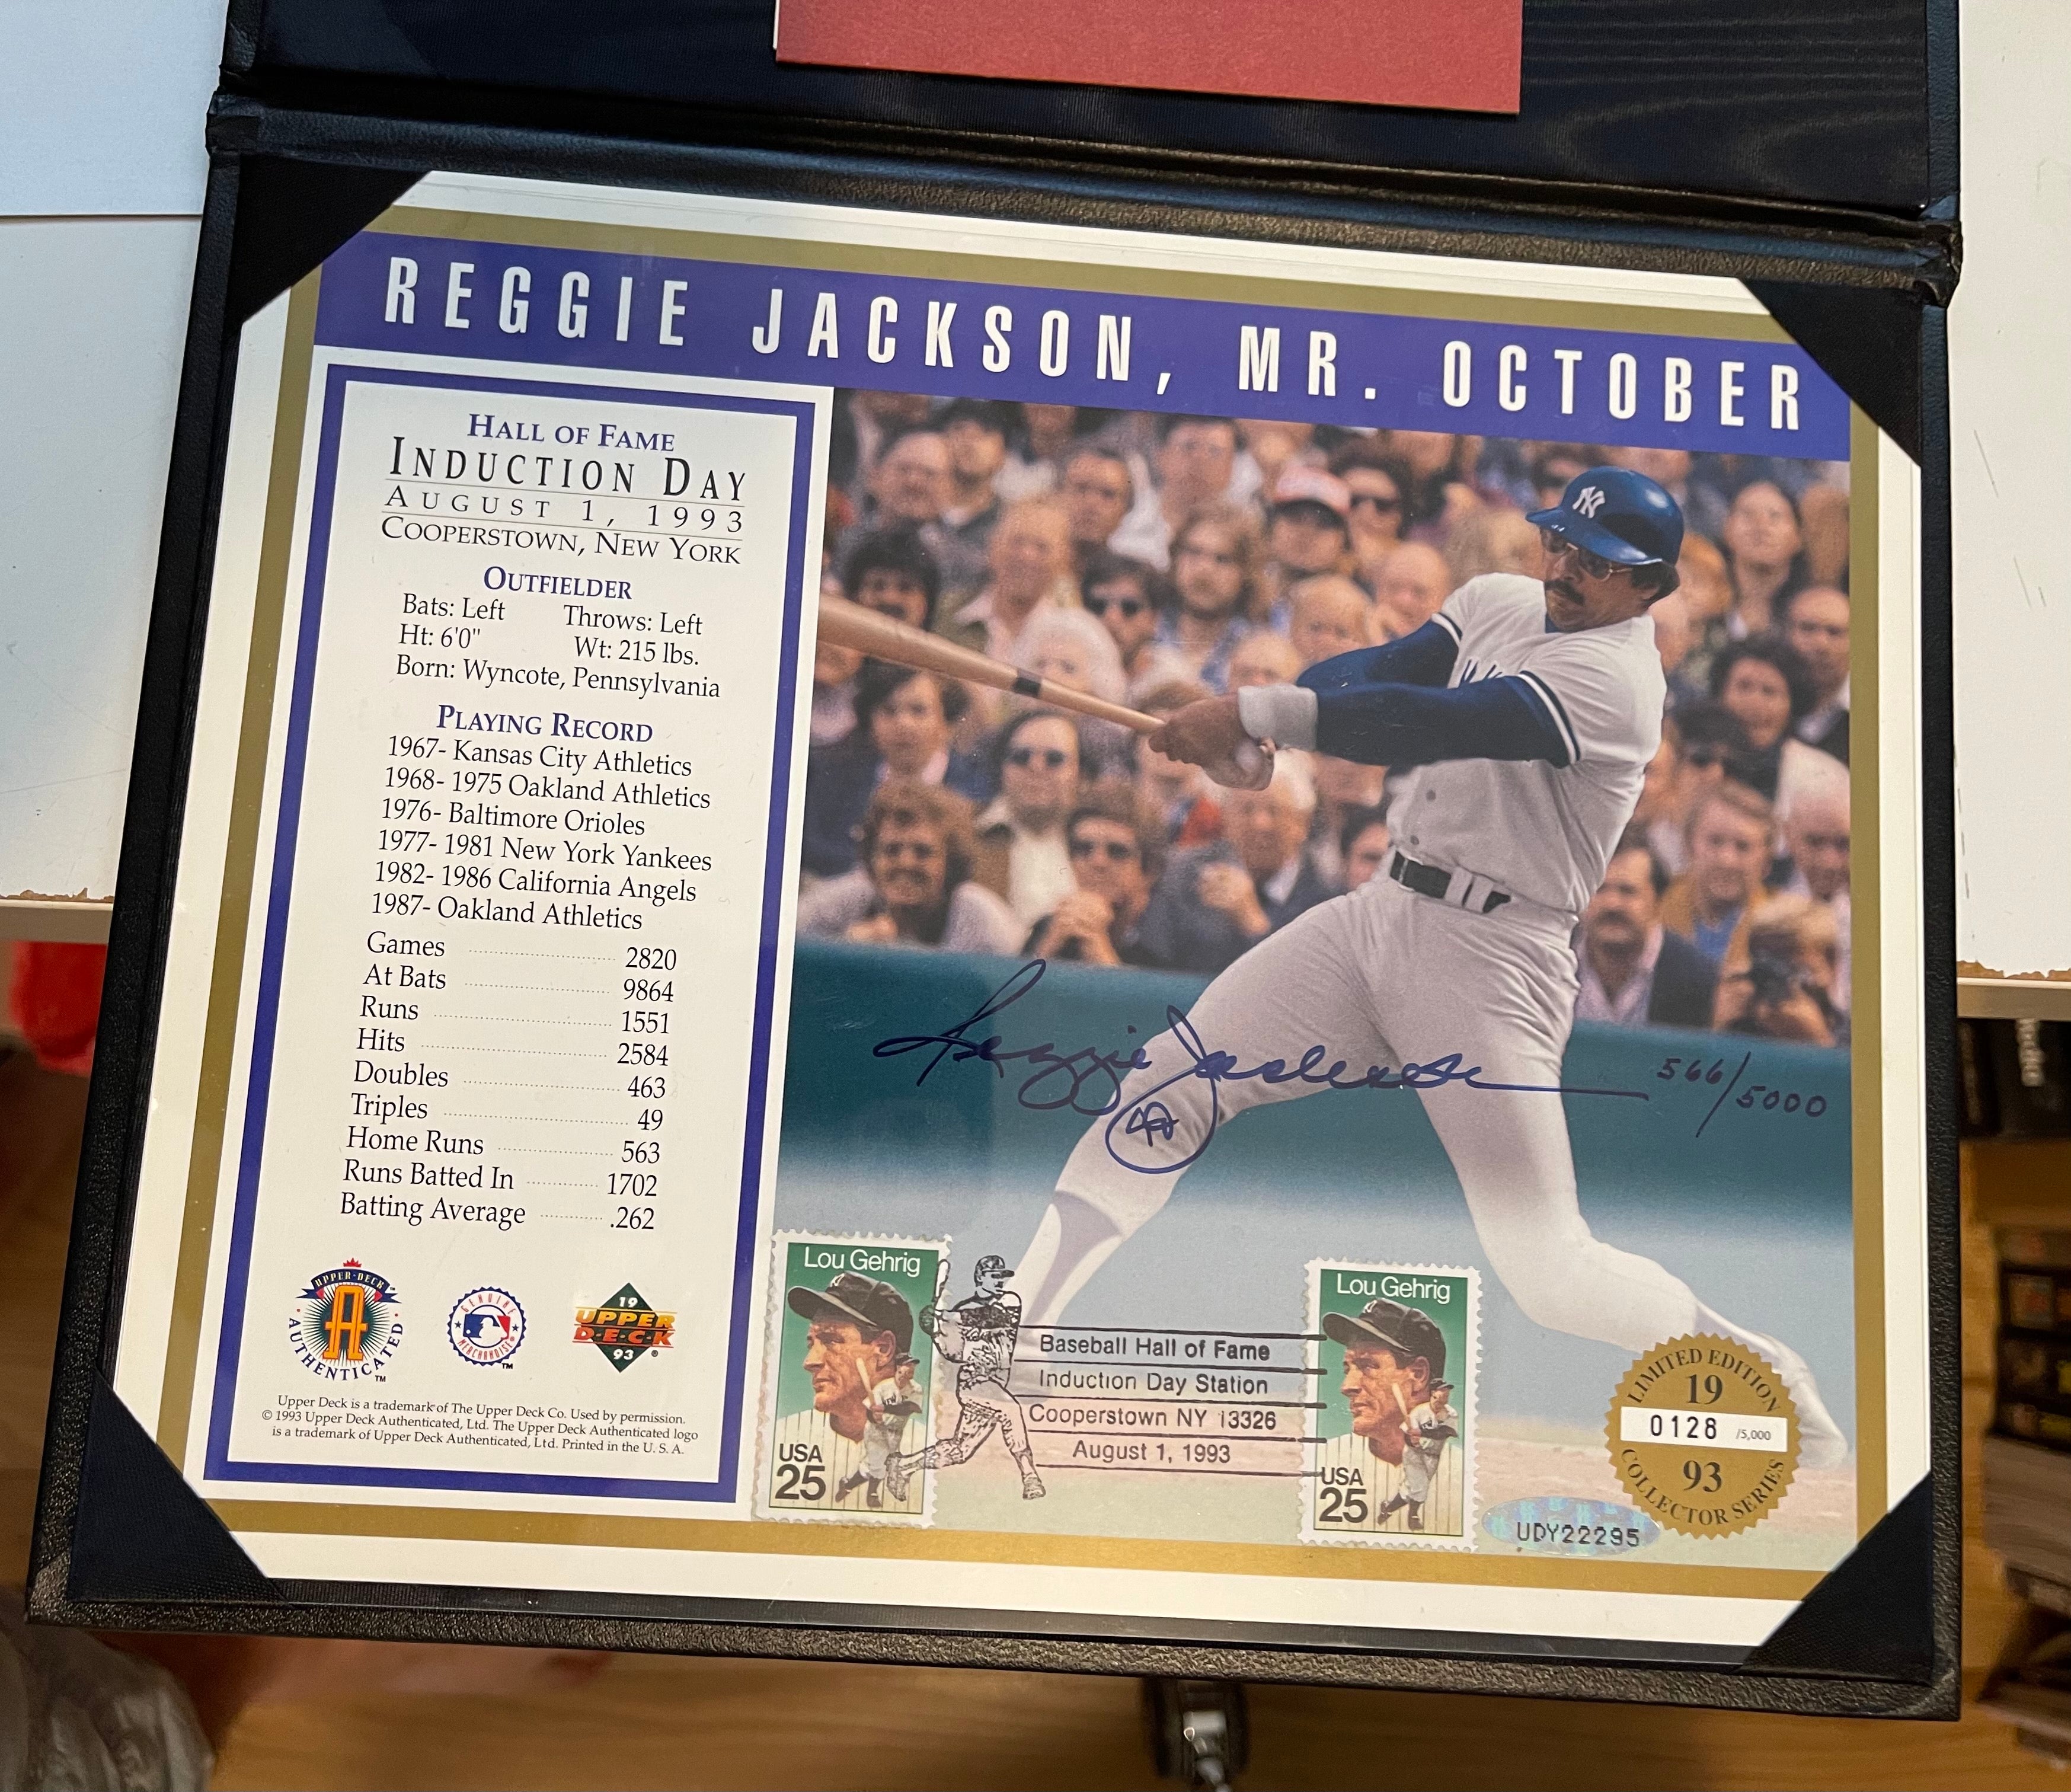 REGGIE JACKSON, MR. OCTOBER
HALL OF FAME
INDUCTION DAY
AUGUST 1, 1993
COOPERSTOWN, NEW YORK
OUTFIELDER
Bats: Left Throws: Left
Ht: 6'0" Wt: 215 lbs.
Born: Wyncote, Pennsylvania
PLAYING RECORD
1967- Kansas City Athletics
1968- 1975 Oakland Athletics
1976- Baltimore Orioles
1977- 1981 New York Yankees
1982- 1986 California Angels
1987- Oakland Athletics
Games 2820
At Bats 9864
Runs 1551
Hits 2584
Doubles 463
Triples 49
Home Runs 563
Runs Batted In 1702
Batting Average .262
UPPER DECK
A
AUTHENTICATED™
GENUINE
MERCHANDISE
™
19
UPPER
DECK
93 ®
Upper Deck is a trademark of The Upper Deck Co. Used by permission.
© 1993 Upper Deck Authenticated, Ltd. The Upper Deck Authenticated logo
is a trademark of Upper Deck Authenticated, Ltd. Printed in the U. S. A.
NY
Reggie Jackson 566/5000
Lou Gehrig
USA
25
Baseball Hall of Fame
Induction Day Station
Cooperstown NY 13326
August 1, 1993
Lou Gehrig
USA
25
LIMITED EDITION
19
0128 /5,000
93
COLLECTOR SERIES
UDY22295